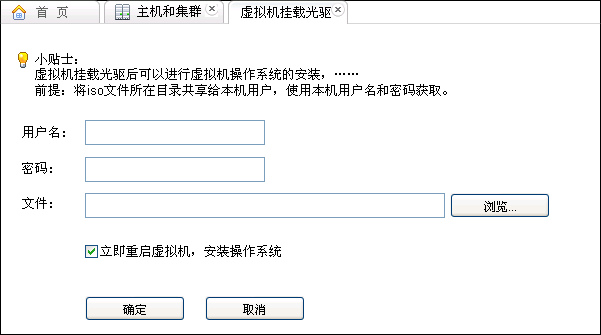 首 页 主机和集群 虚拟机挂载光驱
小贴士：
虚拟机挂载光驱后可以进行虚拟机操作系统的安装，……
前提：将iso文件所在目录共享给本机用户，使用本机用户名和密码获取。
用户名：
密码：
文件： 浏览...
立即重启虚拟机，安装操作系统
确定 取消